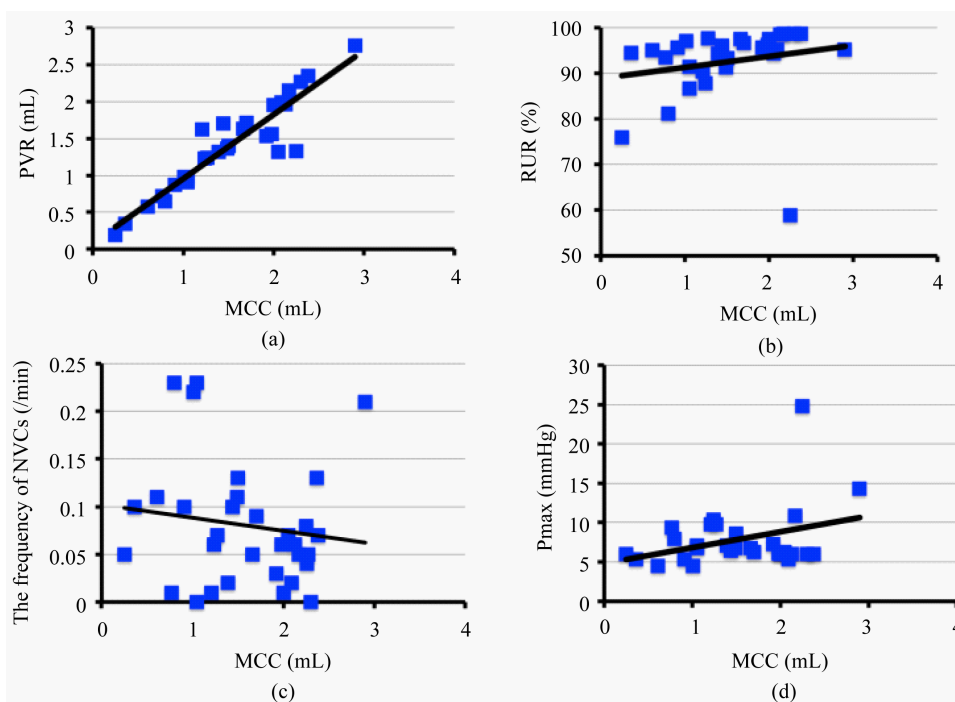 3
2.5
2
1.5
1
0.5
0
PVR (mL)
0 1 2 3 4
MCC (mL)
(a)
100
90
80
70
60
50
RUR (%)
0 1 2 3 4
MCC (mL)
(b)
0.25
0.2
0.15
0.1
0.05
0
The frequency of NVCs (/min)
0 1 2 3 4
MCC (mL)
(c)
30
25
20
15
10
5
0
Pmax (mmHg)
0 1 2 3 4
MCC (mL)
(d)